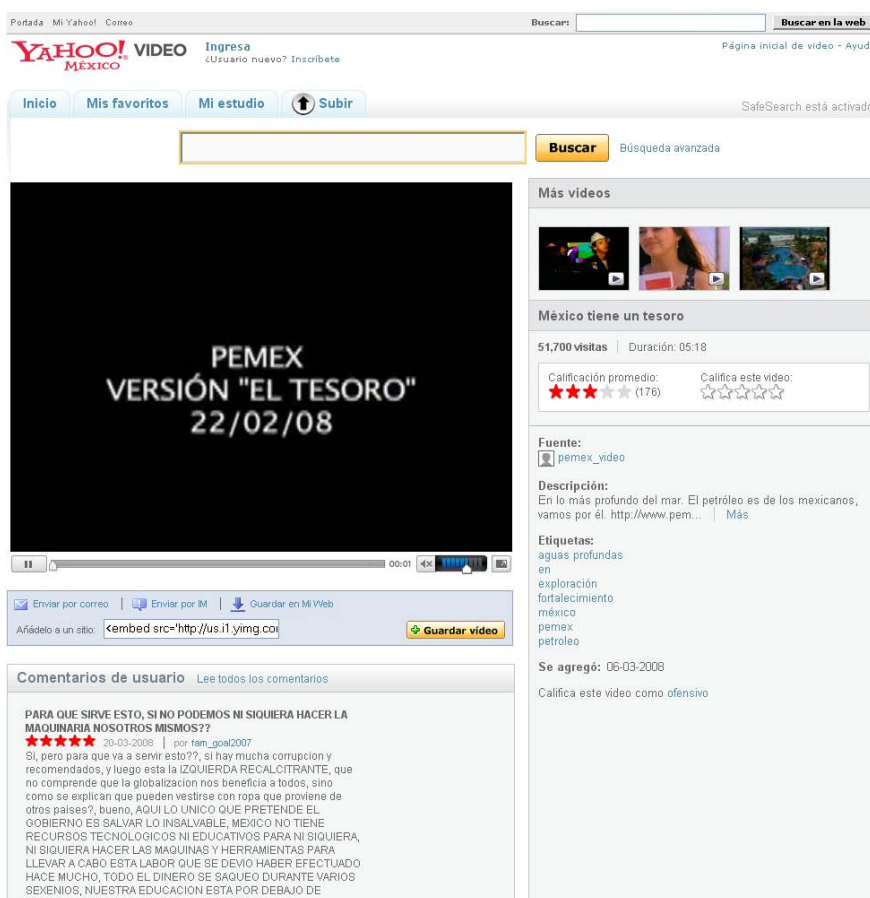 Portada Mi Yahoo! Correo
Buscar:
Buscar en la web
YAHOO! VIDEO
MÉXICO
Ingresa
¿Usuario nuevo? Inscríbete
Página inicial de video - Ayud
Inicio
Mis favoritos
Mi estudio
Subir
SafeSearch está activado
Buscar
Búsqueda avanzada
PEMEX
VERSIÓN "EL TESORO"
22/02/08
00:01
Enviar por correo | Enviar por IM | Guardar en Mi Web
Añádelo a un sitio: <embed src='http://us.i1.yimg.co
Guardar vídeo
Comentarios de usuario Lee todos los comentarios
PARA QUE SIRVE ESTO, SI NO PODEMOS NI SIQUIERA HACER LA
MAQUINARIA NOSOTROS MISMOS??
20-03-2008 | por fam_goal2007
Si, pero para que va a servir esto??, si hay mucha corrupcion y
recomendados, y luego esta la IZQUIERDA RECALCITRANTE, que
no comprende que la globalizacion nos beneficia a todos, sino
como se explican que pueden vestirse con ropa que proviene de
otros paises?, bueno, AQUI LO UNICO QUE PRETENDE EL
GOBIERNO ES SALVAR LO INSALVABLE, MEXICO NO TIENE
RECURSOS TECNOLOGICOS NI EDUCATIVOS PARA NI SIQUIERA,
NI SIQUIERA HACER LAS MAQUINAS Y HERRAMIENTAS PARA
LLEVAR A CABO ESTA LABOR QUE SE DEVIO HABER EFECTUADO
HACE MUCHO, TODO EL DINERO SE SAQUEO DURANTE VARIOS
SEXENIOS, NUESTRA EDUCACION ESTA POR DEBAJO DE
Más videos
México tiene un tesoro
51,700 visitas | Duración: 05:18
Calificación promedio:
(176)
Califica este video:
Fuente:
pemex_video
Descripción:
En lo más profundo del mar. El petróleo es de los mexicanos,
vamos por él. http://www.pem... | Más
Etiquetas:
aguas profundas
en
exploración
fortalecimiento
méxico
pemex
petroleo
Se agregó: 06-03-2008
Califica este video como ofensivo